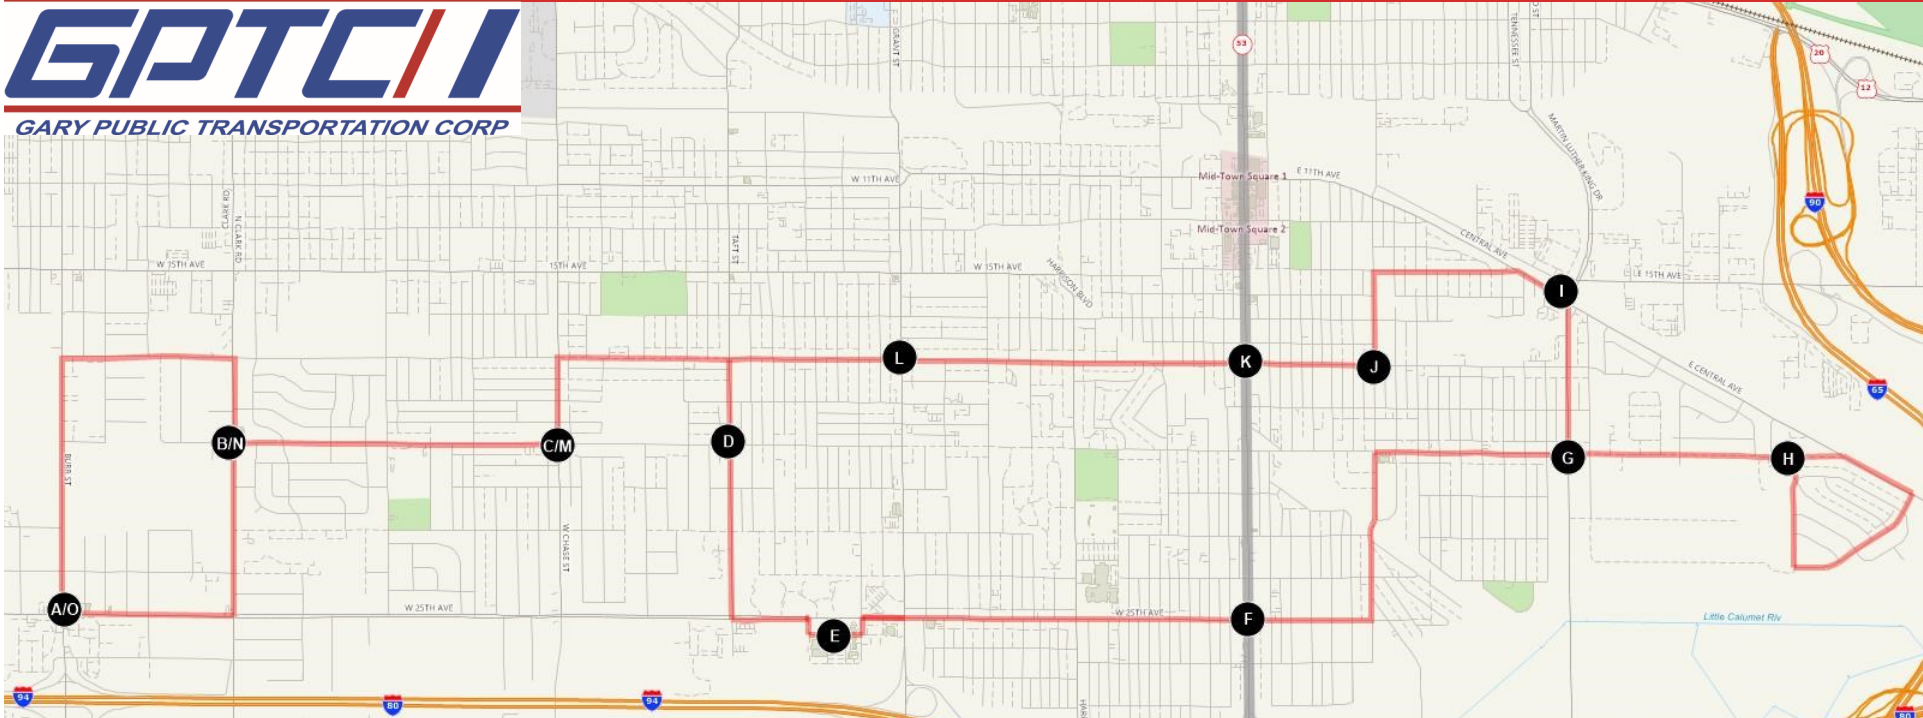 GPTC
GARY PUBLIC TRANSPORTATION CORP
GRANT ST
53
TENNESSEE ST
D ST
20
12
MARTIN LUTHER KING DR
W 11TH AVE
Mid-Town Square 1
E 11TH AVE
CLARK RD
N CLARK RD
90
TAFT ST
Mid-Town Square 2
CENTRAL AVE
W 15TH AVE
15TH AVE
W 15TH AVE
HARRISON BLVD
E 15TH AVE
I
L
K
J
E CENTRAL AVE
65
B/N
C/M
D
BURR ST
G
H
W CHASE ST
A/O
W 25TH AVE
W 25TH AVE
F
E
Little Calumet Riv
94
80
94
HAR
80